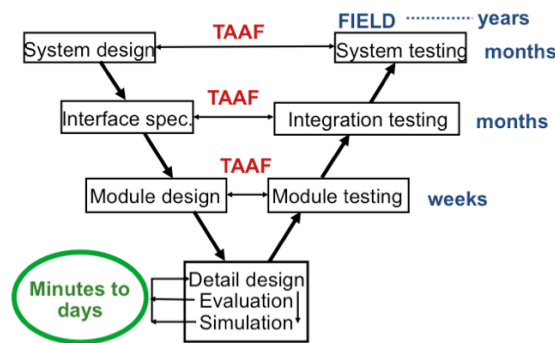 FIELD years
System design TAAF System testing months
Interface spec. TAAF Integration testing months
Module design TAAF Module testing weeks
Detail design
Evaluation
Simulation
Minutes to
days